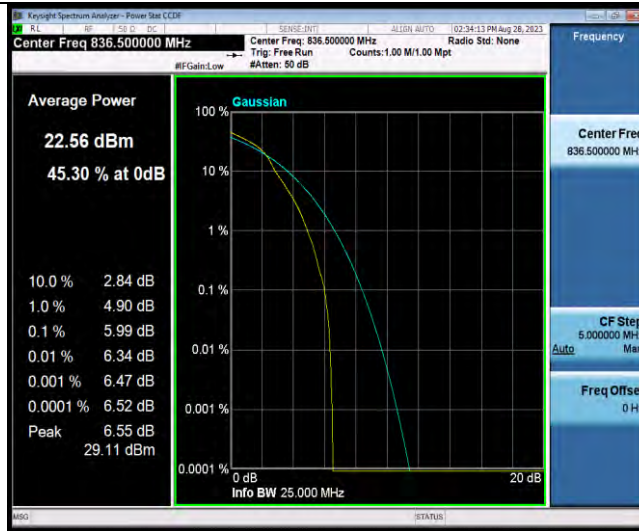 Keysight Spectrum Analyzer - Power Stat CCDF
RL RF 50 Ω DC SENSE:INT ALIGN AUTO 02:34:13 PM Aug 28, 2023
Center Freq 836.500000 MHz
Center Freq: 836.500000 MHz Radio Std: None
Trig: Free Run Counts:1.00 M/1.00 Mpt
#IFGain:Low #Atten: 50 dB
Frequency
Average Power
22.56 dBm
45.30 % at 0dB
10.0 % 2.84 dB
1.0 % 4.90 dB
0.1 % 5.99 dB
0.01 % 6.34 dB
0.001 % 6.47 dB
0.0001 % 6.52 dB
Peak 6.55 dB
29.11 dBm
Gaussian
100 %
10 %
1 %
0.1 %
0.01 %
0.001 %
0.0001 %
0 dB 20 dB
Info BW 25.000 MHz
Center Fre
836.500000 MH
CF Step
5.000000 MH
Auto Ma
Freq Offse
0 H
MSG STATUS